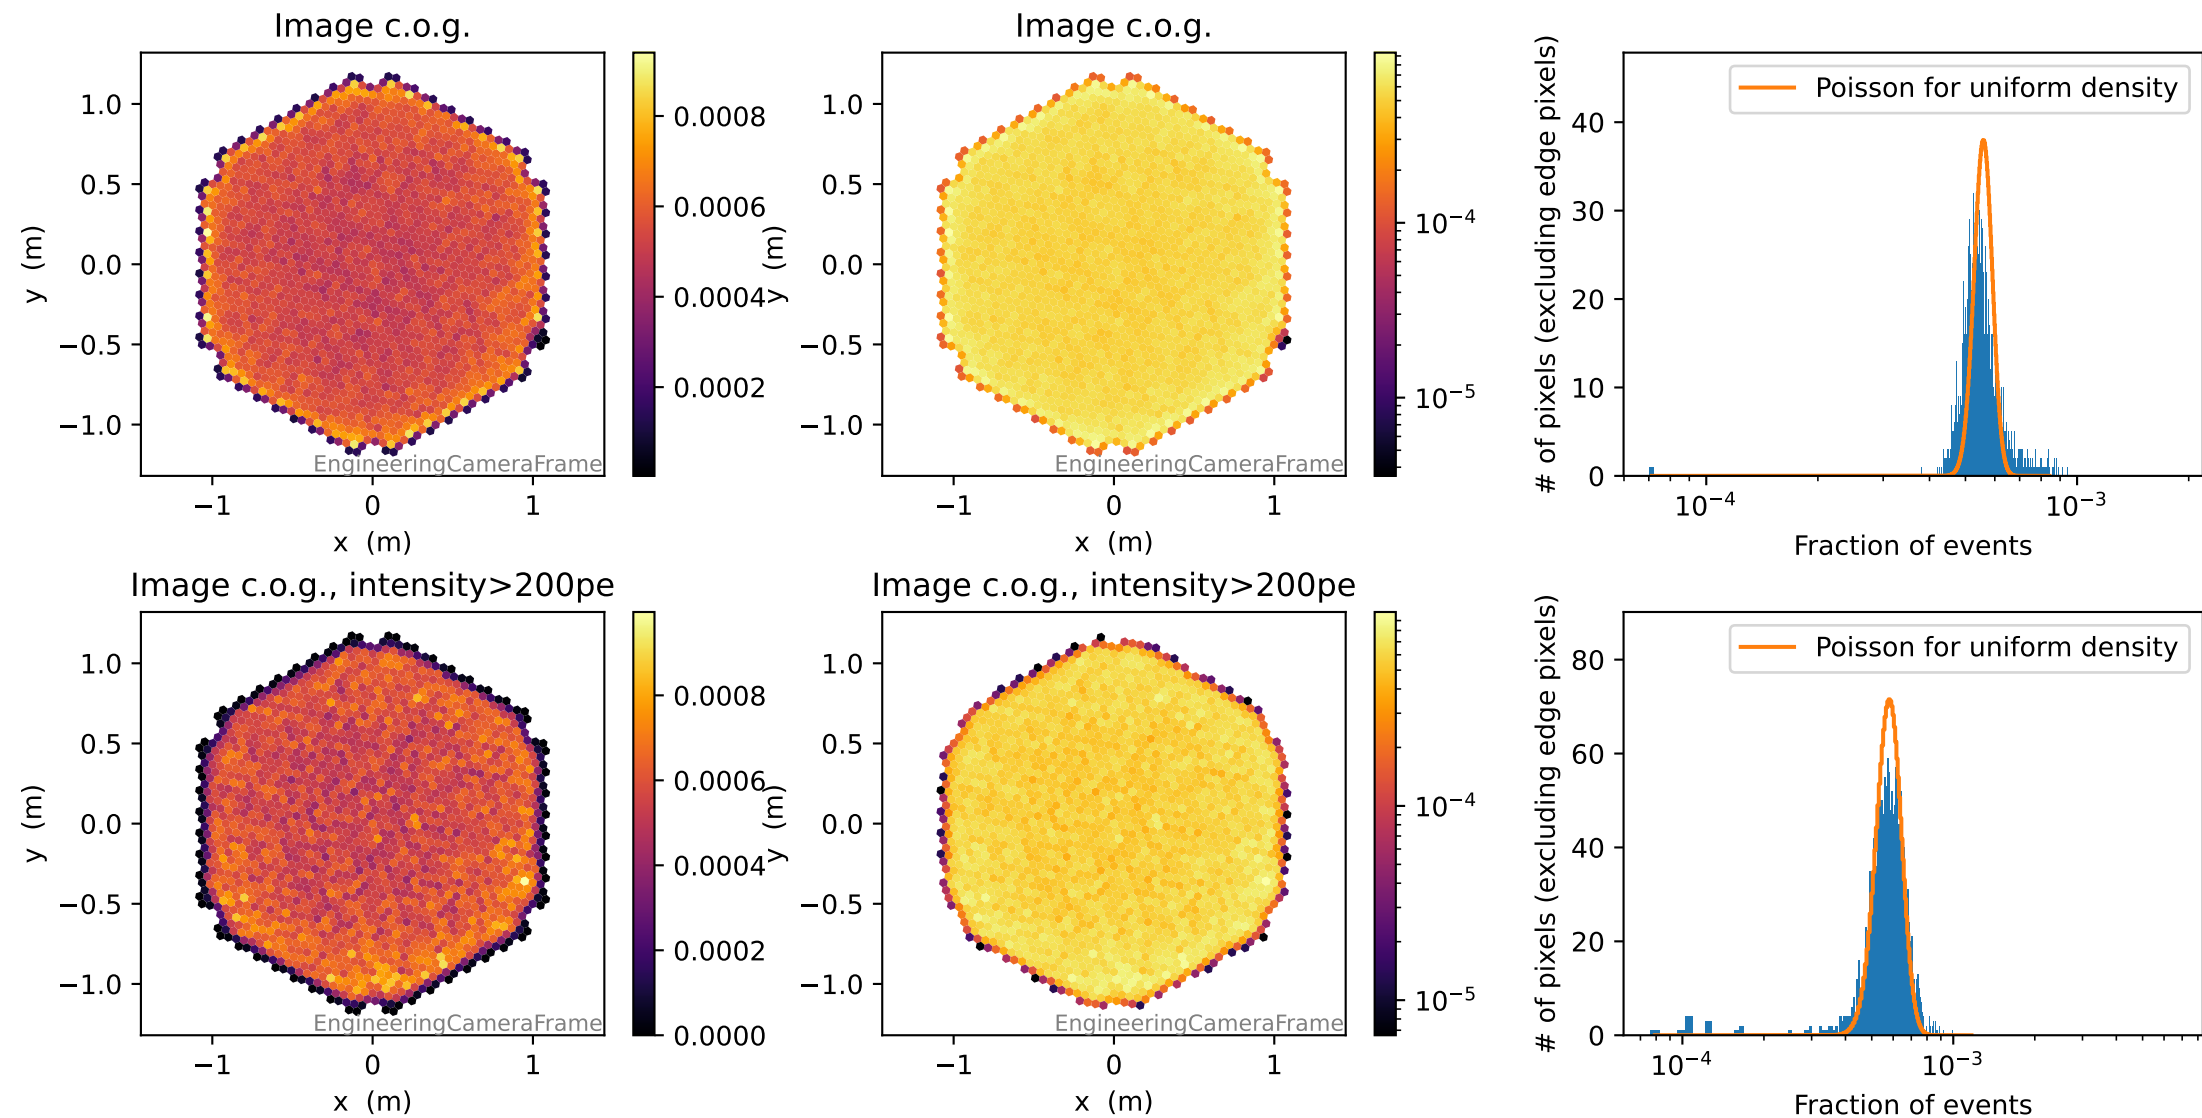 Image c.o.g.
y (m)
1.0
0.5
0.0
−0.5
−1.0
−1
0
1
x (m)
EngineeringCameraFrame
0.0008
0.0006
0.0004
0.0002
Image c.o.g.
y (m)
1.0
0.5
0.0
−0.5
−1.0
−1
0
1
x (m)
EngineeringCameraFrame
10⁻⁴
10⁻⁵
# of pixels (excluding edge pixels)
40
30
20
10
0
Poisson for uniform density
10⁻⁴
10⁻³
Fraction of events
Image c.o.g., intensity>200pe
y (m)
1.0
0.5
0.0
−0.5
−1.0
−1
0
1
x (m)
EngineeringCameraFrame
0.0008
0.0006
0.0004
0.0002
0.0000
Image c.o.g., intensity>200pe
y (m)
1.0
0.5
0.0
−0.5
−1.0
−1
0
1
x (m)
EngineeringCameraFrame
10⁻⁴
10⁻⁵
# of pixels (excluding edge pixels)
80
60
40
20
0
Poisson for uniform density
10⁻⁴
10⁻³
Fraction of events